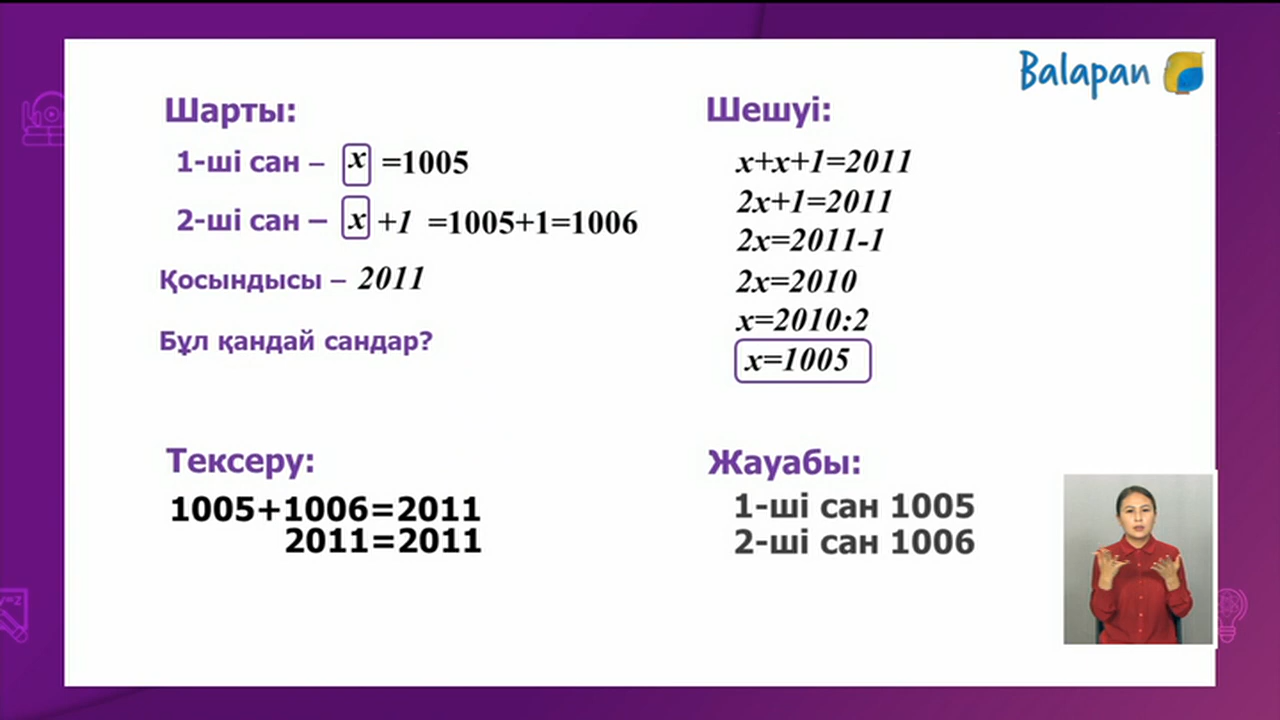 Balapan
Шарты:
1-ші сан – x =1005
2-ші сан – x +1 =1005+1=1006
Қосындысы – 2011
Бұл қандай сандар?
Шешуі:
x+x+1=2011
2x+1=2011
2x=2011-1
2x=2010
x=2010:2
x=1005
Тексеру:
1005+1006=2011
2011=2011
Жауабы:
1-ші сан 1005
2-ші сан 1006